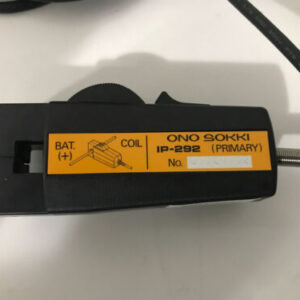 ONO SOKKI
BAT. (+)
COIL
IP-292 (PRIMARY)
No.